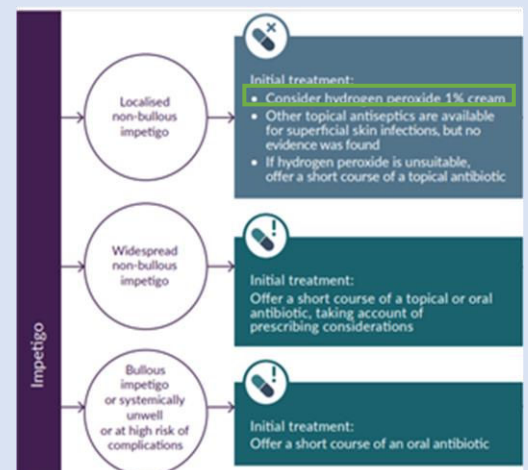 Impetigo
Localised
non-bullous
impetigo
Initial treatment:
• Consider hydrogen peroxide 1% cream
• Other topical antiseptics are available
for superficial skin infections, but no
evidence was found
• If hydrogen peroxide is unsuitable,
offer a short course of a topical antibiotic
Widespread
non-bullous
impetigo
Initial treatment:
Offer a short course of a topical or oral
antibiotic, taking account of
prescribing considerations
Bullous
impetigo
or systemically
unwell
or at high risk of
complications
Initial treatment:
Offer a short course of an oral antibiotic